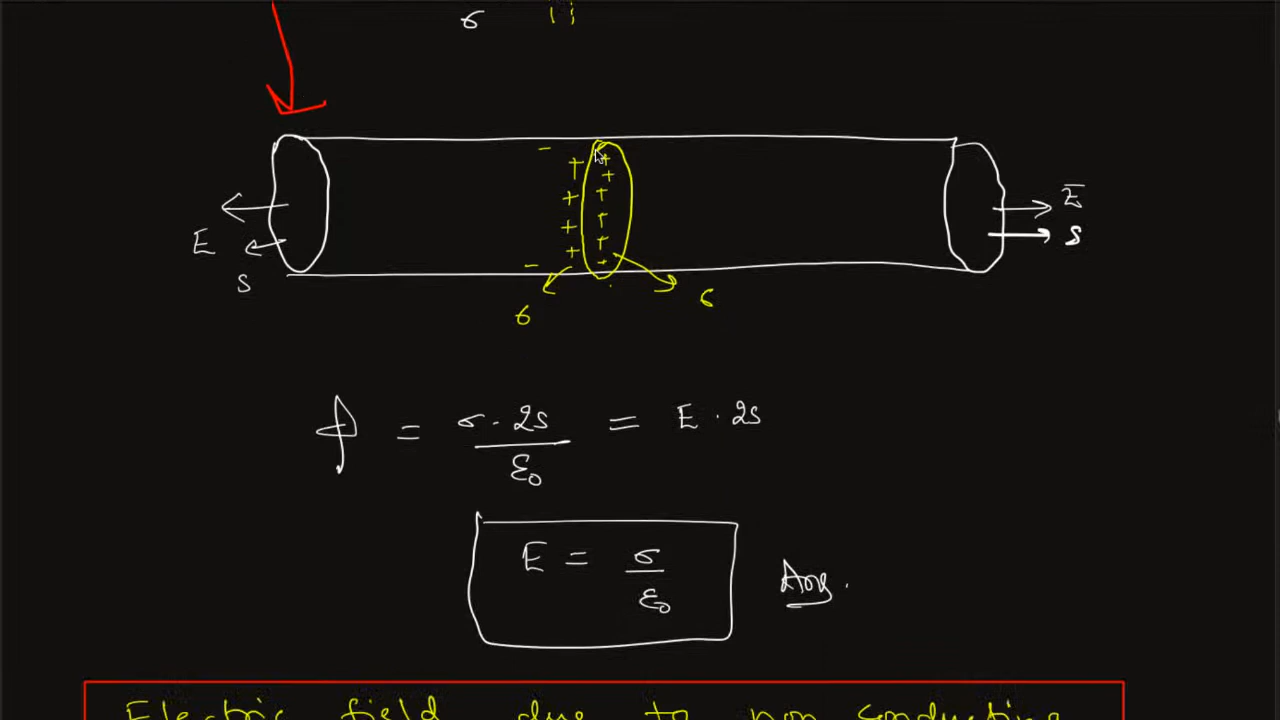 σ
E
S
E
S
σ
σ
ϕ = σ · 2s / ε₀ = E · 2s
E = σ / ε₀ Ans.
Electric field due to non conducting